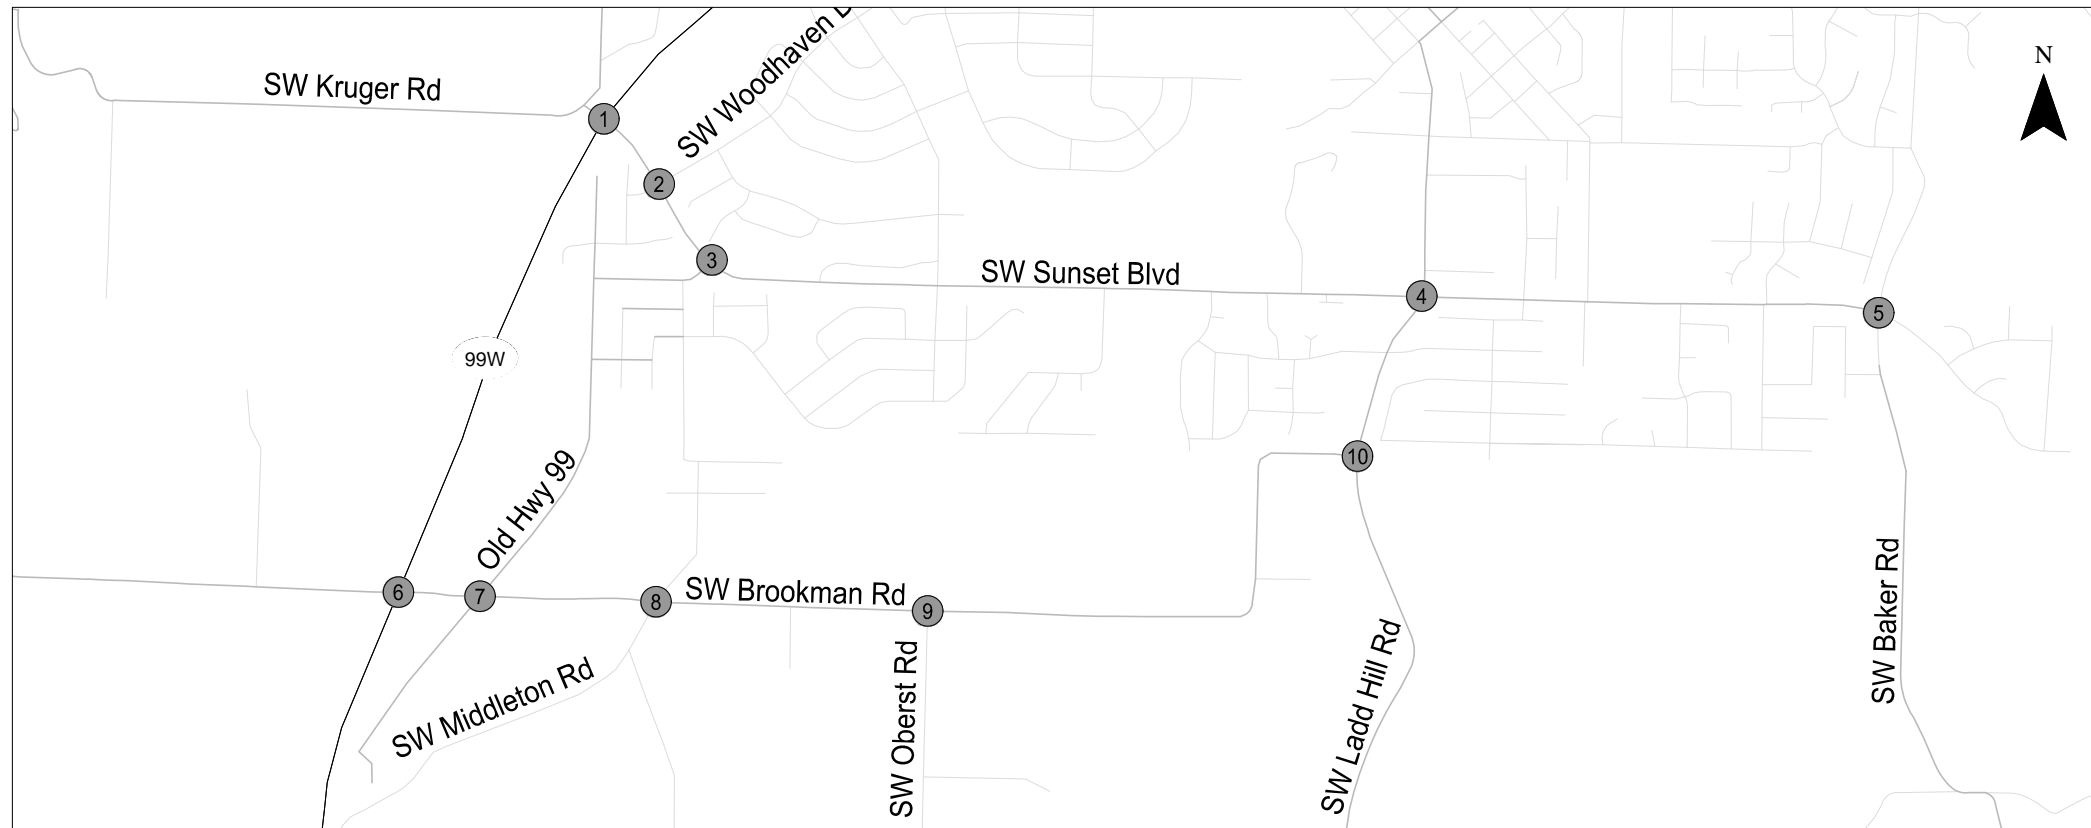 SW Woodhaven D
N
SW Kruger Rd
1
2
3
SW Sunset Blvd
4
5
99W
10
Old Hwy 99
6
7
8
SW Brookman Rd
9
SW Baker Rd
SW Middleton Rd
SW Oberst Rd
SW Ladd Hill Rd